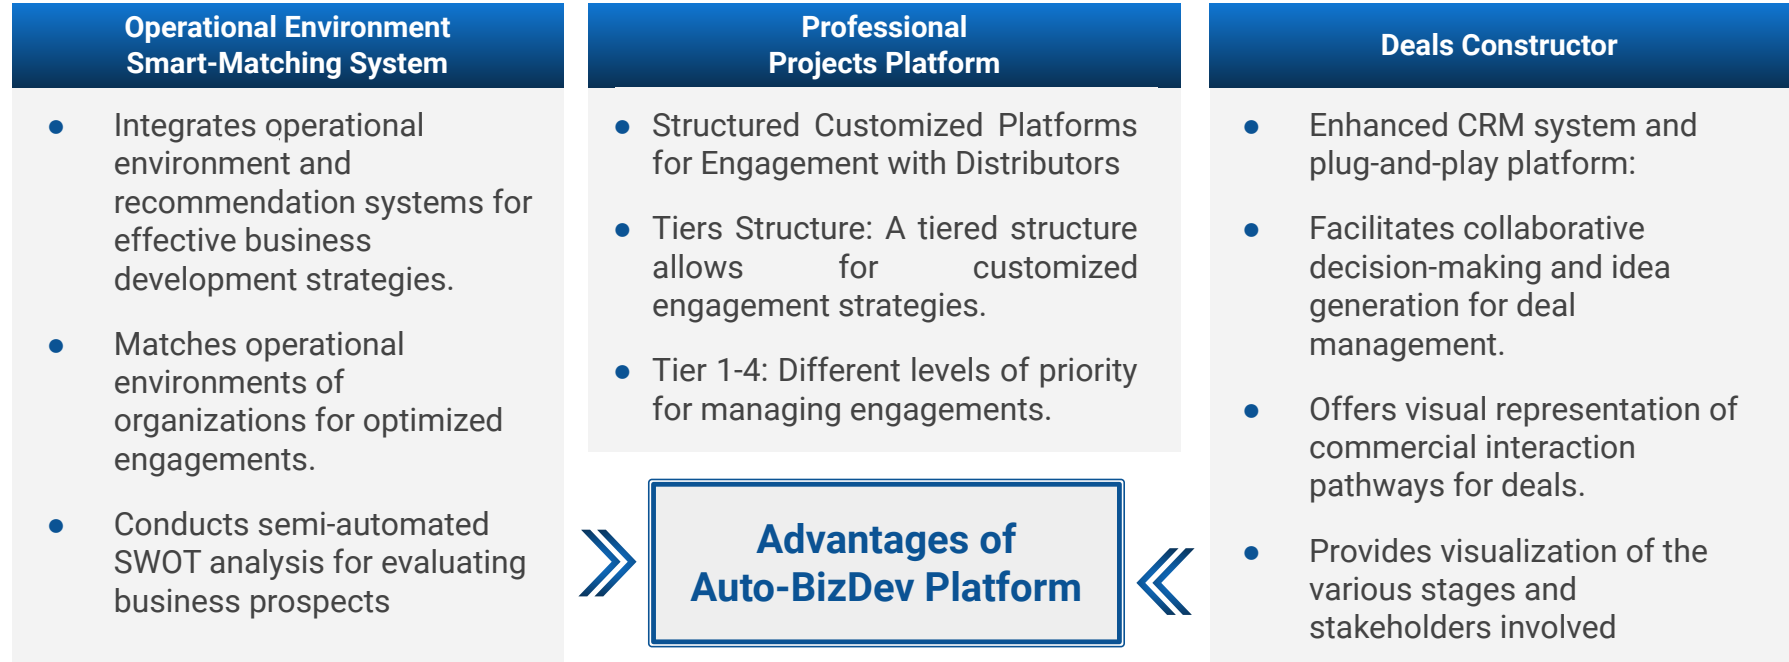 Operational Environment
Smart-Matching System
● Integrates operational
environment and
recommendation systems for
effective business
development strategies.
● Matches operational
environments of
organizations for optimized
engagements.
● Conducts semi-automated
SWOT analysis for evaluating
business prospects
Professional
Projects Platform
● Structured Customized Platforms
for Engagement with Distributors
● Tiers Structure: A tiered structure
allows for customized
engagement strategies.
● Tier 1-4: Different levels of priority
for managing engagements.
Advantages of
Auto-BizDev Platform
Deals Constructor
● Enhanced CRM system and
plug-and-play platform:
● Facilitates collaborative
decision-making and idea
generation for deal
management.
● Offers visual representation of
commercial interaction
pathways for deals.
● Provides visualization of the
various stages and
stakeholders involved